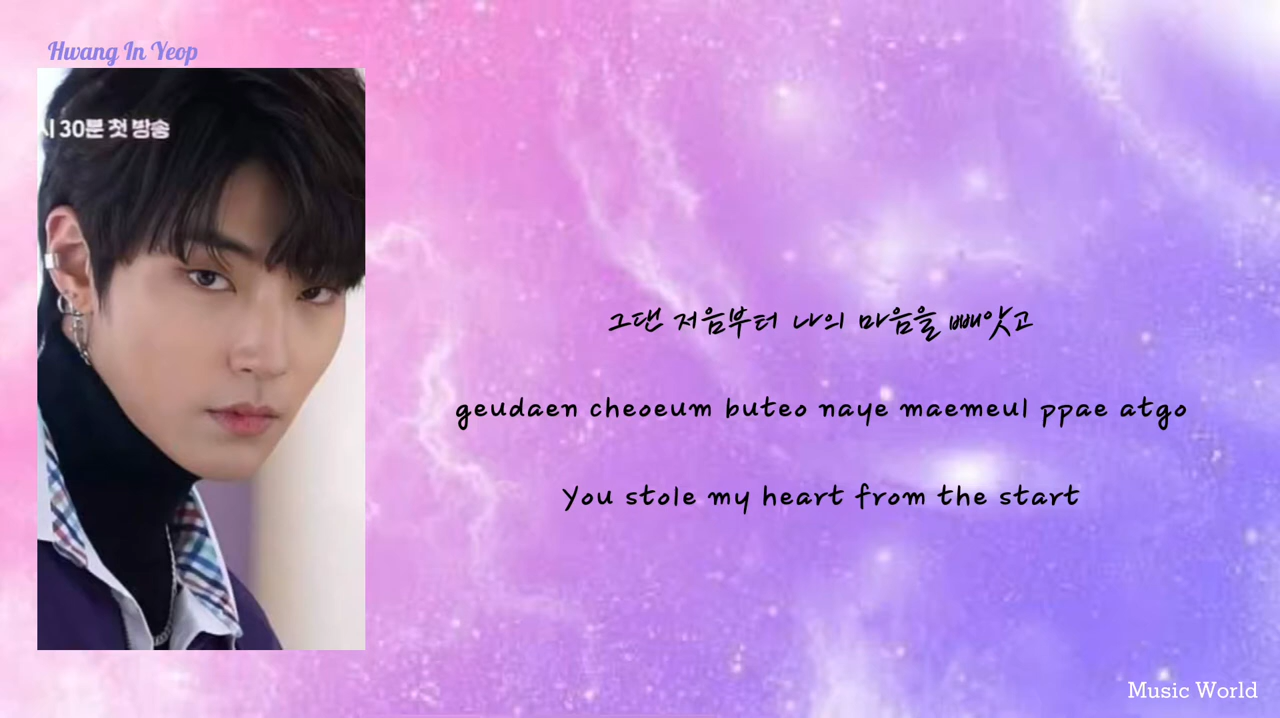 Hwang In Yeop
시 30분 첫 방송
그댄 처음부터 나의 마음을 빼앗고
geudaen cheoeum buteo naye maemeul ppae atgo
You stole my heart from the start
Music World